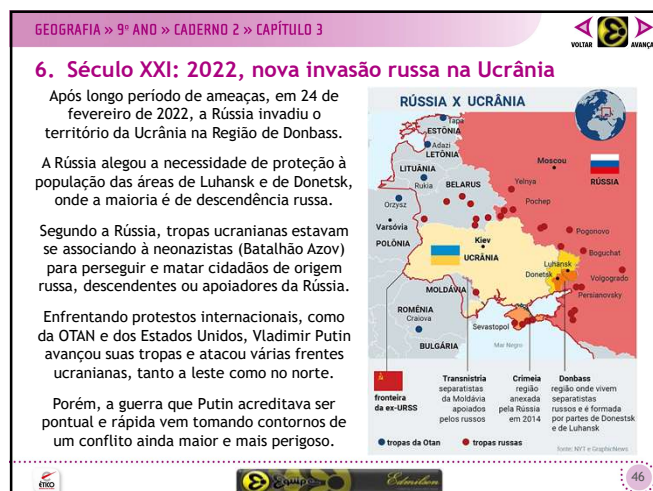 GEOGRAFIA » 9º ANO » CADERNO 2 » CAPÍTULO 3
VOLTAR
AVANÇA
6. Século XXI: 2022, nova invasão russa na Ucrânia
Após longo período de ameaças, em 24 de
fevereiro de 2022, a Rússia invadiu o
território da Ucrânia na Região de Donbass.
A Rússia alegou a necessidade de proteção à
população das áreas de Luhansk e de Donetsk,
onde a maioria é de descendência russa.
Segundo a Rússia, tropas ucranianas estavam
se associando à neonazistas (Batalhão Azov)
para perseguir e matar cidadãos de origem
russa, descendentes ou apoiadores da Rússia.
Enfrentando protestos internacionais, como
da OTAN e dos Estados Unidos, Vladimir Putin
avançou suas tropas e atacou várias frentes
ucranianas, tanto a leste como no norte.
Porém, a guerra que Putin acreditava ser
pontual e rápida vem tomando contornos de
um conflito ainda maior e mais perigoso.
RÚSSIA X UCRÂNIA
Tapa
ESTÔNIA
Adazi
LETÔNIA
LITUÂNIA
Rukia
Moscou
RÚSSIA
Yelnya
BELARUS
Orzysz
Pochep
Varsóvia
POLÔNIA
Kiev
UCRÂNIA
Pogonovo
Boguchat
Luhansk
Donetsk
Volgogrado
Persianovsky
MOLDÁVIA
ROMÊNIA
Craiova
Sevastopol
BULGÁRIA
Mar Negro
fronteira
da ex-URSS
Transnistria
separatistas
da Moldávia
apoiados
pelos russos
Crimeia
região
anexada
pela Rússia
em 2014
Donbass
região onde vivem
separatistas
russos e é formada
por partes de Donestsk
e de Luhansk
tropas da Otan
tropas russas
fonte: NYT e GraphicNews
ÉTICO
Equipe
Edmilson
46